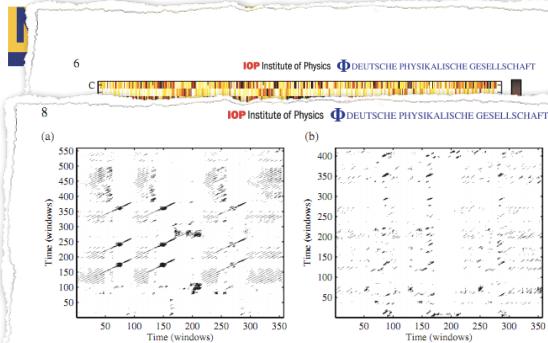 6
IOP Institute of Physics ΦDEUTSCHE PHYSIKALISCHE GESELLSCHAFT
C
8
IOP Institute of Physics ΦDEUTSCHE PHYSIKALISCHE GESELLSCHAFT
(a)
(b)
550
500
450
400
350
300
250
200
150
100
50
Time (windows)
50 100 150 200 250 300 350
Time (windows)
400
350
300
250
200
150
100
50
Time (windows)
50 100 150 200 250 300 350
Time (windows)